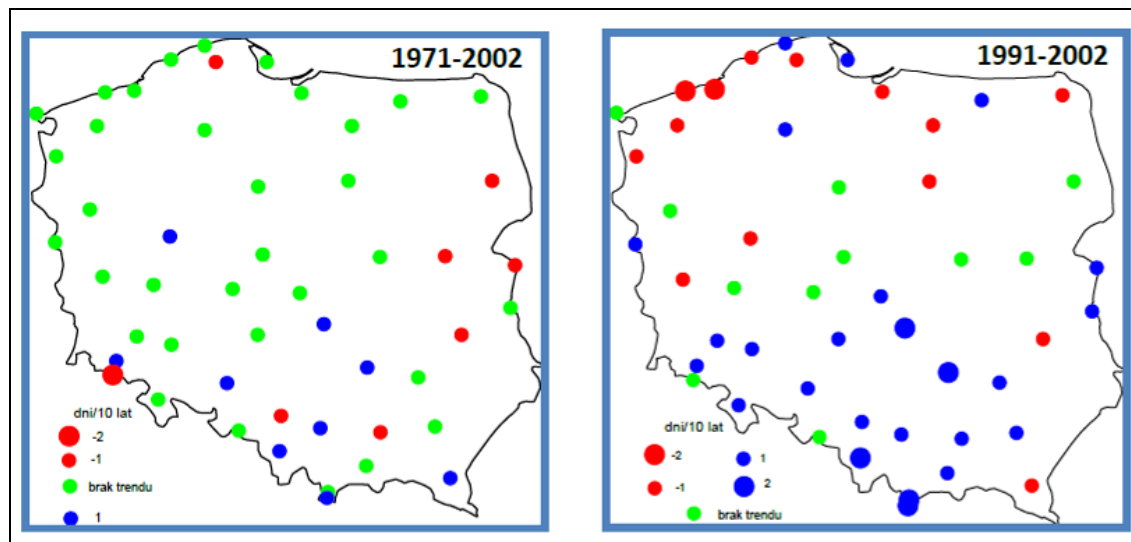 1971-2002
dni/10 lat
-2
-1
brak trendu
1
1991-2002
dni/10 lat
-2 1
-1 2
brak trendu